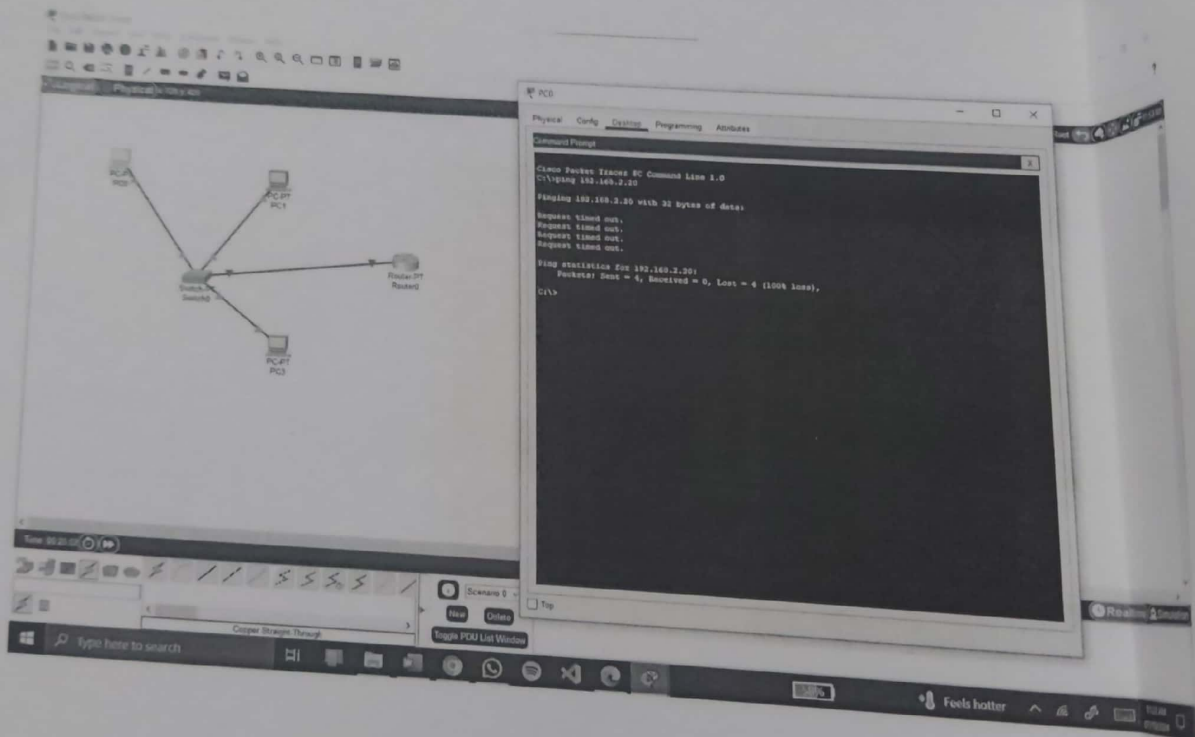 Physical
PC0
PC-PT
PC1
Router-PT
Router0
Switch0
PC-PT
PC3
PC0
Physical Config Desktop Programming Attributes
Command Prompt
X
Cisco Packet Tracer PC Command Line 1.0
C:\>ping 192.168.2.20
Pinging 192.168.2.20 with 32 bytes of data:
Request timed out.
Request timed out.
Request timed out.
Request timed out.
Ping statistics for 192.168.2.20:
Packets: Sent = 4, Received = 0, Lost = 4 (100% loss),
C:\>
Top
Scenario 0
New Delete
Toggle PDU List Window
Copper Straight-Through
Realtime Simulation
Type here to search
58%
Feels hotter